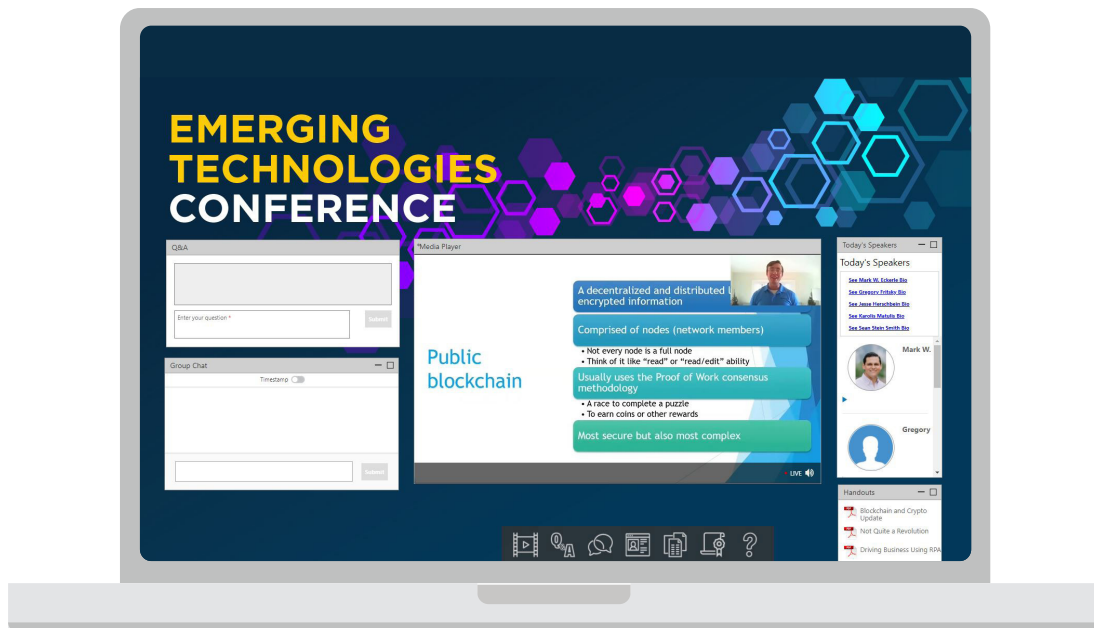 EMERGING
TECHNOLOGIES
CONFERENCE
Q&A
Enter your question *
Submit
Group Chat
Timestamp
Submit
*Media Player
Public
blockchain
A decentralized and distributed
encrypted information
Comprised of nodes (network members)
• Not every node is a full node
• Think of it like “read” or “read/edit” ability
Usually uses the Proof of Work consensus
methodology
• A race to complete a puzzle
• To earn coins or other rewards
Most secure but also most complex
LIVE
Today's Speakers
Today's Speakers
See Mark W. Eckerle Bio
See Gregory Fritsky Bio
See Jesse Herschbein Bio
See Karolis Matulis Bio
See Sean Stein Smith Bio
Mark W.
Gregory
Handouts
Blockchain and Crypto
Update
Not Quite a Revolution
Driving Business Using RPA
Q&A